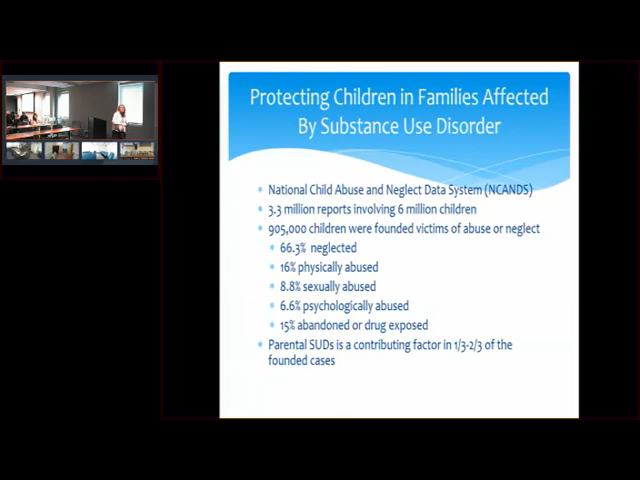 Protecting Children in Families Affected
By Substance Use Disorder
National Child Abuse and Neglect Data System (NCANDS)
3.3 million reports involving 6 million children
905,000 children were founded victims of abuse or neglect
66.3% neglected
16% physically abused
8.8% sexually abused
6.6% psychologically abused
15% abandoned or drug exposed
Parental SUDs is a contributing factor in 1/3-2/3 of the
founded cases